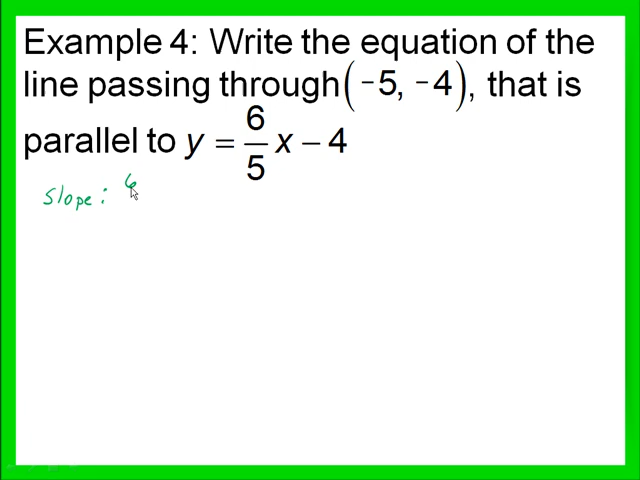 Example 4: Write the equation of the
line passing through (−5, −4), that is
parallel to y = 6/5 x − 4
slope: 6